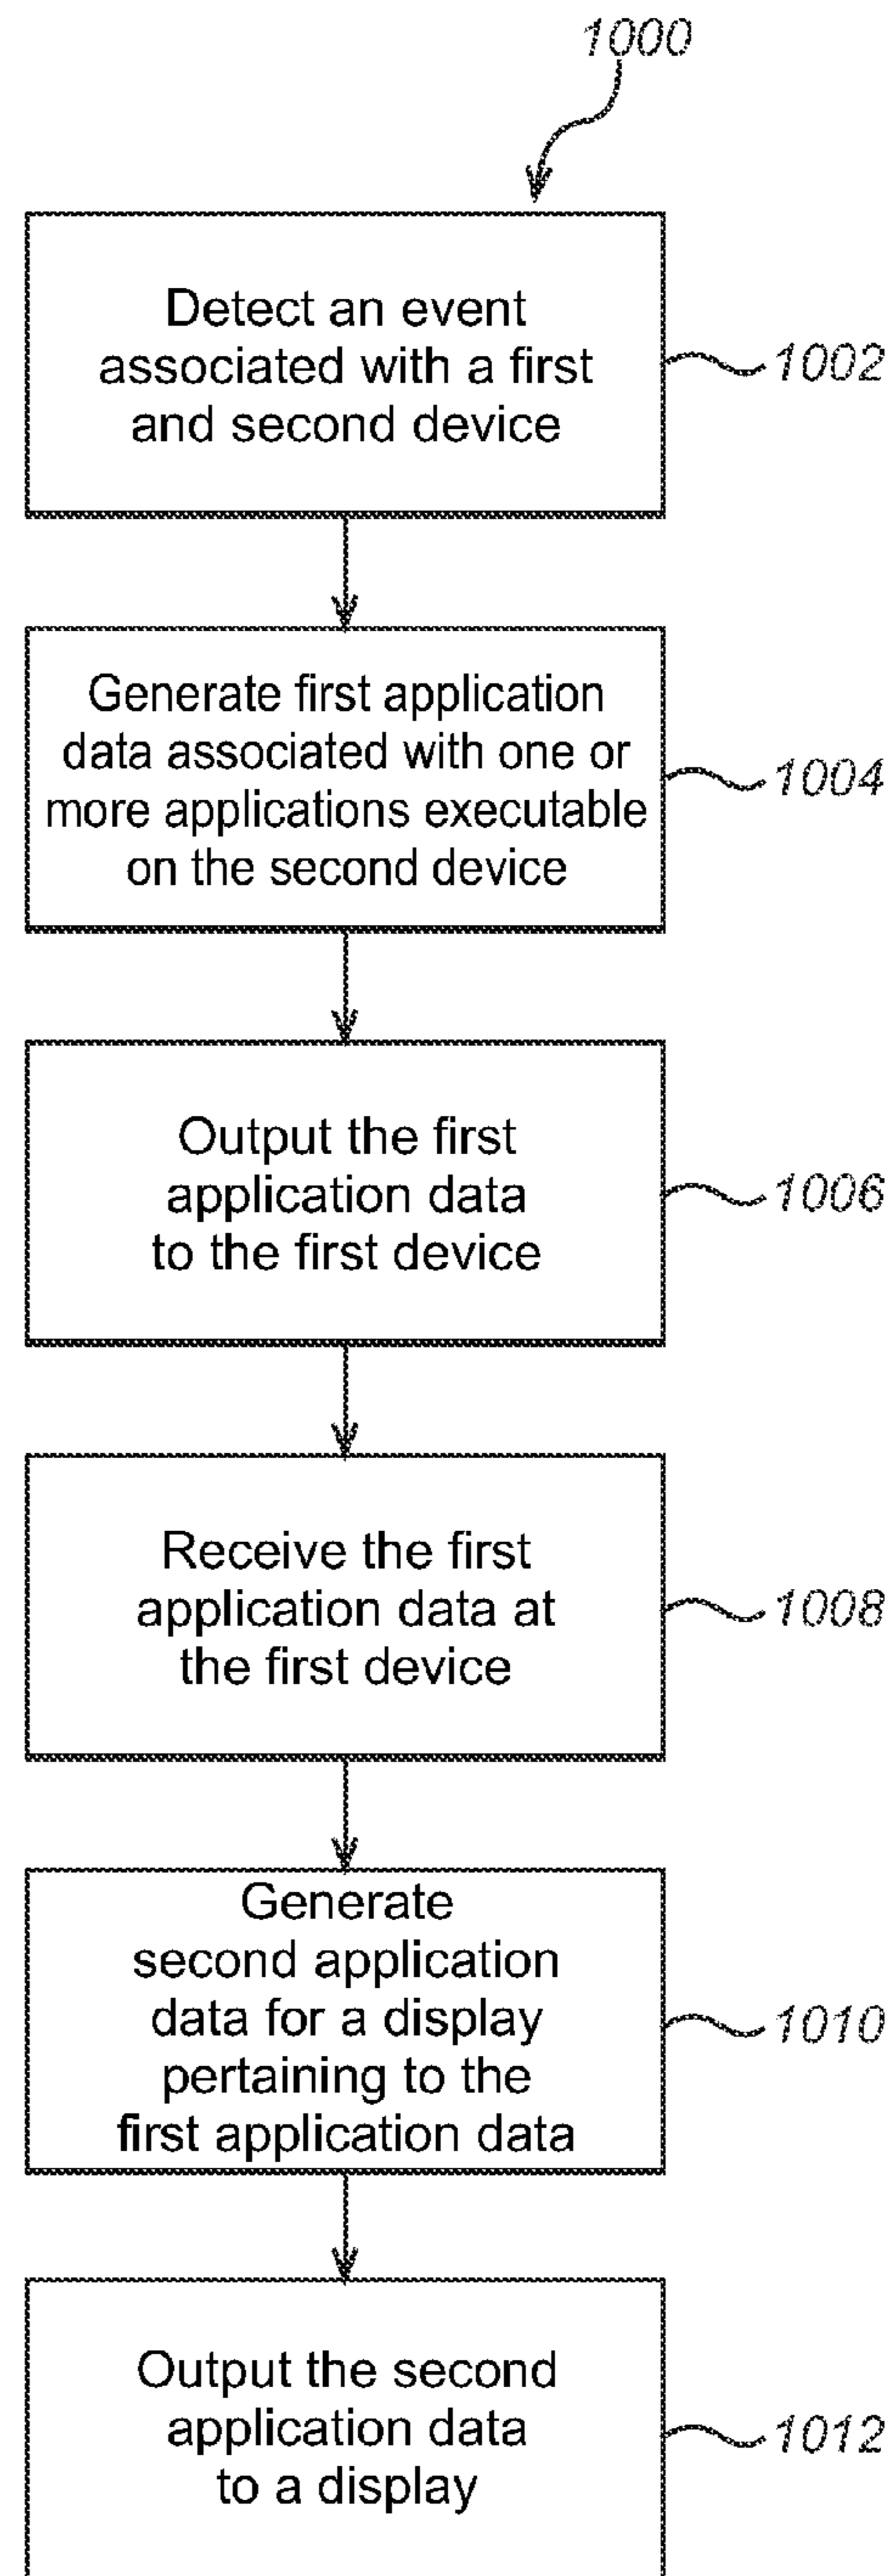 1000
Detect an event
associated with a first
and second device
1002
Generate first application
data associated with one or
more applications executable
on the second device
1004
Output the first
application data
to the first device
1006
Receive the first
application data at
the first device
1008
Generate
second application
data for a display
pertaining to the
first application data
1010
Output the second
application data
to a display
1012